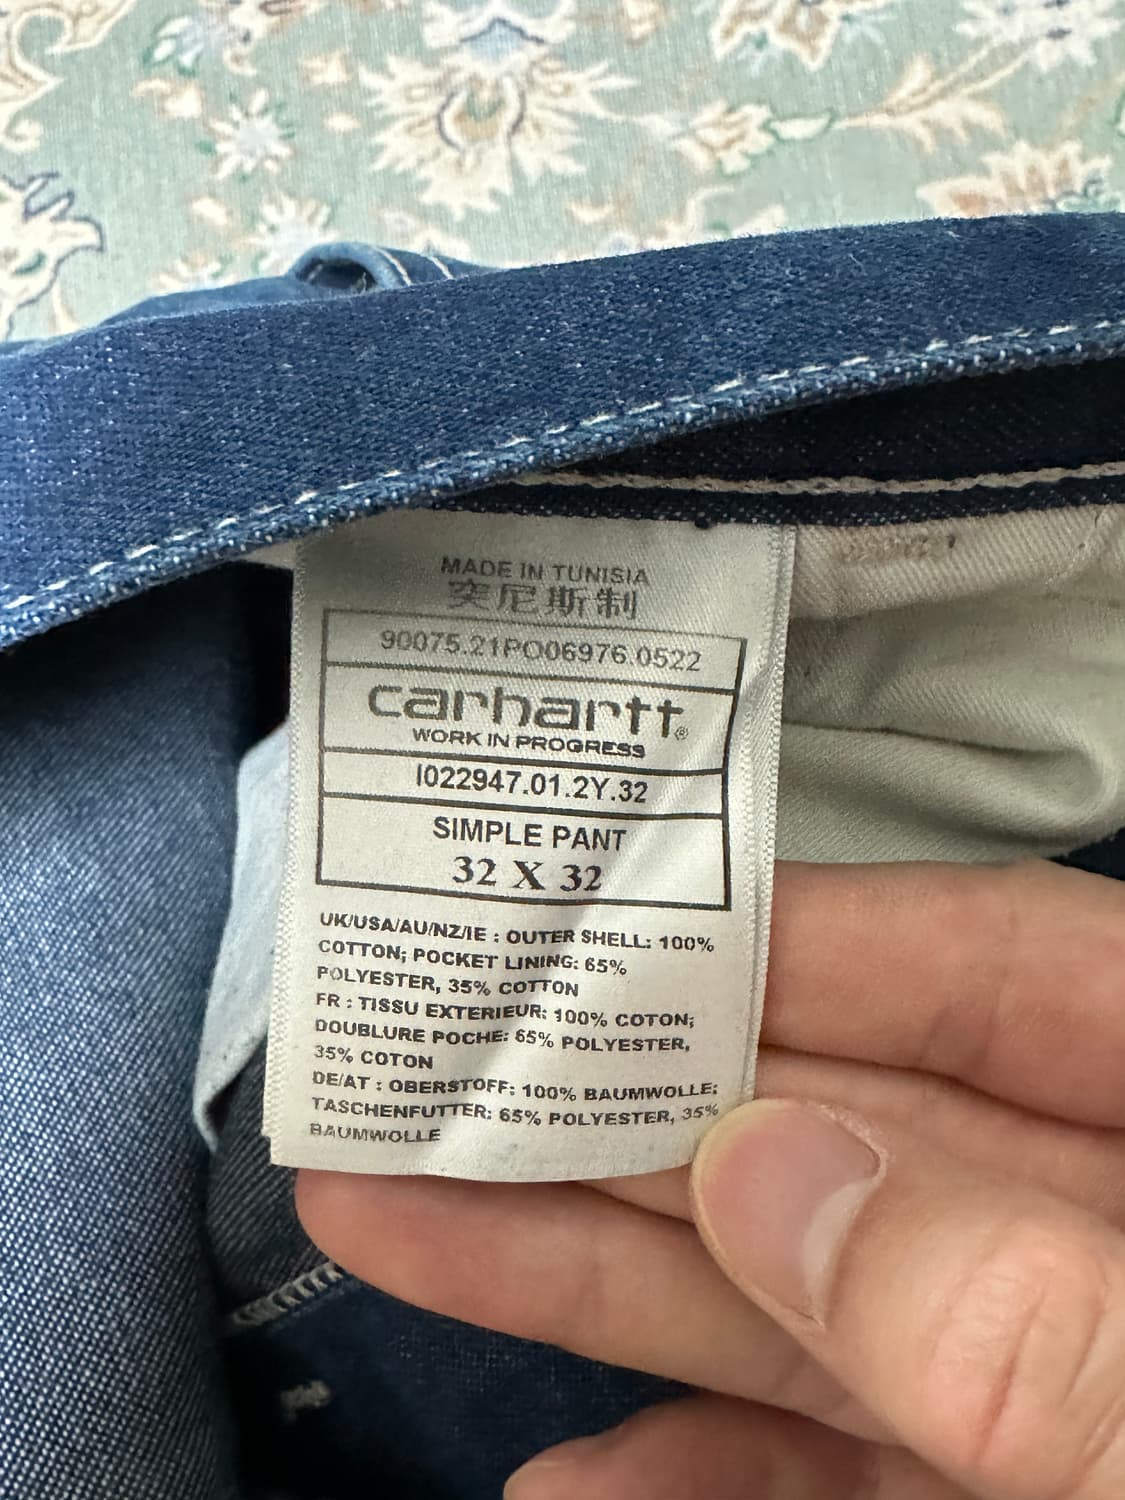 MADE IN TUNISIA
突尼斯制
90075.21PO06976.0522
carhartt®
WORK IN PROGRESS
I022947.01.2Y.32
SIMPLE PANT
32 X 32
UK/USA/AU/NZ/IE : OUTER SHELL: 100%
COTTON; POCKET LINING: 65%
POLYESTER, 35% COTTON
FR : TISSU EXTERIEUR: 100% COTON;
DOUBLURE POCHE: 65% POLYESTER,
35% COTON
DE/AT : OBERSTOFF: 100% BAUMWOLLE;
TASCHENFUTTER: 65% POLYESTER, 35%
BAUMWOLLE